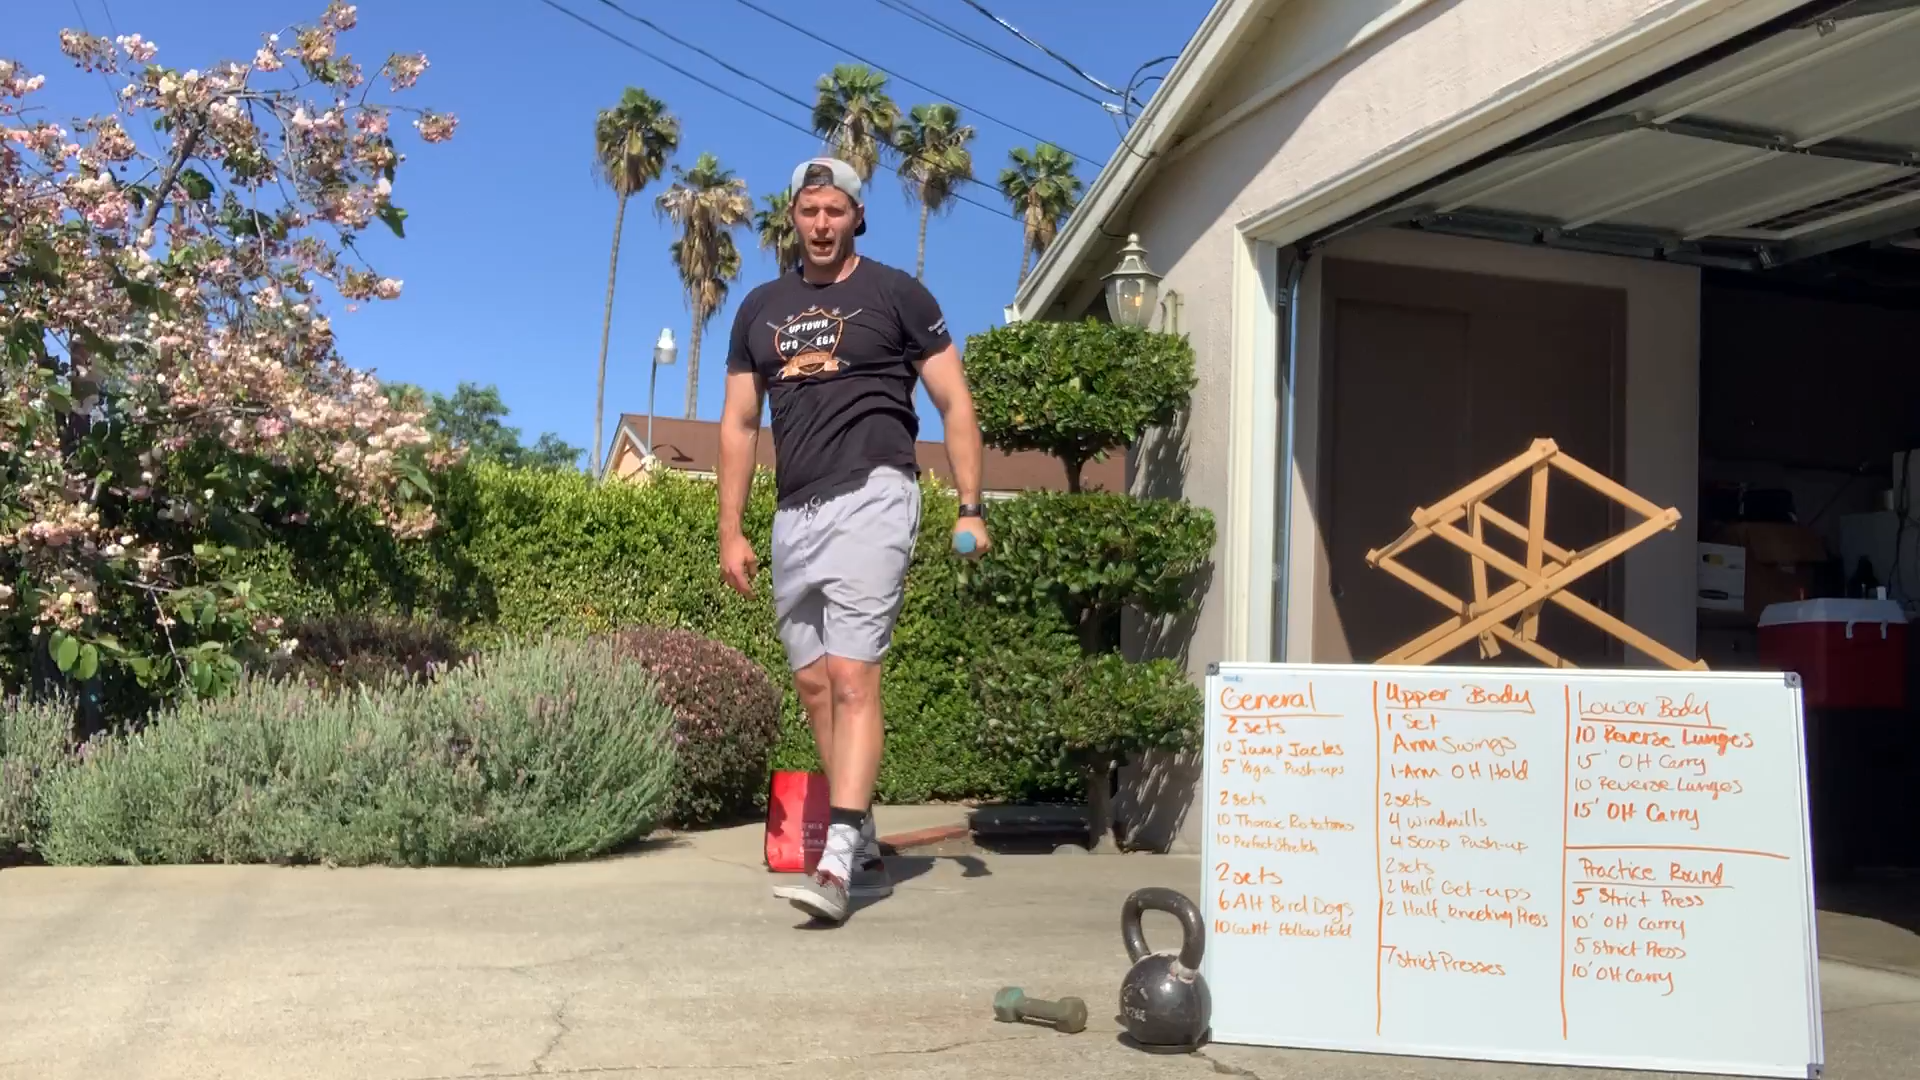 UPTOWN
CFO EGA
General
2 sets
10 Jump Jacks
5 Yoga Push-ups
2 sets
10 Thoracic Rotations
10 Perfect Stretch
2 sets
6 Alt Bird Dogs
10 Count Hollow Hold
Upper Body
1 Set
Arm Swings
1-Arm OH Hold
2 sets
4 windmills
4 Scap Push-up
2 sets
2 Half Get-ups
2 Half kneeling Press
7 strict Presses
Lower Body
10 Reverse Lunges
15' OH Carry
10 Reverse Lunges
15' OH Carry
Practice Round
5 Strict Press
10' OH Carry
5 Strict Press
10' OH Carry